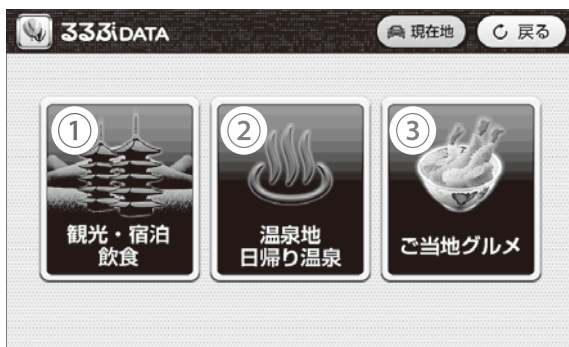 るるぶDATA
現在地
戻る
①
観光・宿泊
飲食
②
温泉地
日帰り温泉
③
ご当地グルメ